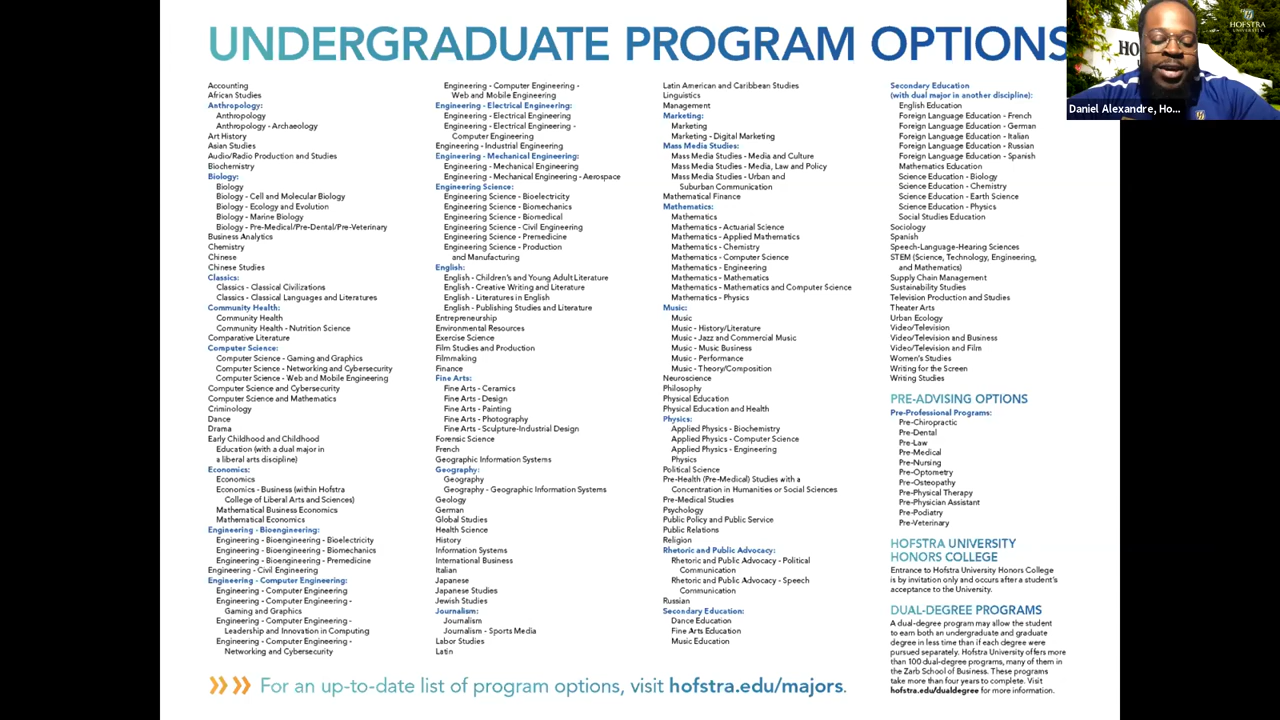 UNDERGRADUATE PROGRAM OPTIONS
Accounting
African Studies
Anthropology:
Anthropology
Anthropology - Archaeology
Art History
Asian Studies
Audio/Radio Production and Studies
Biochemistry
Biology:
Biology
Biology - Cell and Molecular Biology
Biology - Ecology and Evolution
Biology - Marine Biology
Biology - Pre-Medical/Pre-Dental/Pre-Veterinary
Business Analytics
Chemistry
Chinese
Chinese Studies
Classics:
Classics - Classical Civilizations
Classics - Classical Languages and Literatures
Community Health:
Community Health
Community Health - Nutrition Science
Comparative Literature
Computer Science:
Computer Science - Gaming and Graphics
Computer Science - Networking and Cybersecurity
Computer Science - Web and Mobile Engineering
Computer Science and Cybersecurity
Computer Science and Mathematics
Criminology
Dance
Drama
Early Childhood and Childhood
Education (with a dual major in
a liberal arts discipline)
Economics:
Economics
Economics - Business (within Hofstra
College of Liberal Arts and Sciences)
Mathematical Business Economics
Mathematical Economics
Engineering - Bioengineering:
Engineering - Bioengineering - Bioelectricity
Engineering - Bioengineering - Biomechanics
Engineering - Bioengineering - Premedicine
Engineering - Civil Engineering
Engineering - Computer Engineering:
Engineering - Computer Engineering
Engineering - Computer Engineering -
Gaming and Graphics
Engineering - Computer Engineering -
Leadership and Innovation in Computing
Engineering - Computer Engineering -
Networking and Cybersecurity
Engineering - Computer Engineering -
Web and Mobile Engineering
Engineering - Electrical Engineering:
Engineering - Electrical Engineering
Engineering - Electrical Engineering -
Computer Engineering
Engineering - Industrial Engineering
Engineering - Mechanical Engineering:
Engineering - Mechanical Engineering
Engineering - Mechanical Engineering - Aerospace
Engineering Science:
Engineering Science - Bioelectricity
Engineering Science - Biomechanics
Engineering Science - Biomedical
Engineering Science - Civil Engineering
Engineering Science - Premedicine
Engineering Science - Production
and Manufacturing
English:
English - Children's and Young Adult Literature
English - Creative Writing and Literature
English - Literatures in English
English - Publishing Studies and Literature
Entrepreneurship
Environmental Resources
Exercise Science
Film Studies and Production
Filmmaking
Finance
Fine Arts:
Fine Arts - Ceramics
Fine Arts - Design
Fine Arts - Painting
Fine Arts - Photography
Fine Arts - Sculpture-Industrial Design
Forensic Science
French
Geographic Information Systems
Geography:
Geography
Geography - Geographic Information Systems
Geology
German
Global Studies
Health Science
History
Information Systems
International Business
Italian
Japanese
Japanese Studies
Jewish Studies
Journalism:
Journalism
Journalism - Sports Media
Labor Studies
Latin
Latin American and Caribbean Studies
Linguistics
Management
Marketing:
Marketing
Marketing - Digital Marketing
Mass Media Studies:
Mass Media Studies - Media and Culture
Mass Media Studies - Media, Law and Policy
Mass Media Studies - Urban and
Suburban Communication
Mathematical Finance
Mathematics:
Mathematics
Mathematics - Actuarial Science
Mathematics - Applied Mathematics
Mathematics - Chemistry
Mathematics - Computer Science
Mathematics - Engineering
Mathematics - Mathematics
Mathematics - Mathematics and Computer Science
Mathematics - Physics
Music:
Music
Music - History/Literature
Music - Jazz and Commercial Music
Music - Music Business
Music - Performance
Music - Theory/Composition
Neuroscience
Philosophy
Physical Education
Physical Education and Health
Physics:
Applied Physics - Biochemistry
Applied Physics - Computer Science
Applied Physics - Engineering
Physics
Political Science
Pre-Health (Pre-Medical) Studies with a
Concentration in Humanities or Social Sciences
Pre-Medical Studies
Psychology
Public Policy and Public Service
Public Relations
Religion
Rhetoric and Public Advocacy:
Rhetoric and Public Advocacy - Political
Communication
Rhetoric and Public Advocacy - Speech
Communication
Russian
Secondary Education:
Dance Education
Fine Arts Education
Music Education
Secondary Education
(with dual major in another discipline):
English Education
Foreign Language Education - French
Foreign Language Education - German
Foreign Language Education - Italian
Foreign Language Education - Russian
Foreign Language Education - Spanish
Mathematics Education
Science Education - Biology
Science Education - Chemistry
Science Education - Earth Science
Science Education - Physics
Social Studies Education
Sociology
Spanish
Speech-Language-Hearing Sciences
STEM (Science, Technology, Engineering,
and Mathematics)
Supply Chain Management
Sustainability Studies
Television Production and Studies
Theater Arts
Urban Ecology
Video/Television
Video/Television and Business
Video/Television and Film
Women's Studies
Writing for the Screen
Writing Studies
PRE-ADVISING OPTIONS
Pre-Professional Programs:
Pre-Chiropractic
Pre-Dental
Pre-Law
Pre-Medical
Pre-Nursing
Pre-Optometry
Pre-Osteopathy
Pre-Physical Therapy
Pre-Physician Assistant
Pre-Podiatry
Pre-Veterinary
HOFSTRA UNIVERSITY
HONORS COLLEGE
Entrance to Hofstra University Honors College
is by invitation only and occurs after a student's
acceptance to the University.
DUAL-DEGREE PROGRAMS
A dual-degree program may allow the student
to earn both an undergraduate and graduate
degree in less time than if each degree were
pursued separately. Hofstra University offers more
than 100 dual-degree programs, many of them in
the Zarb School of Business. These programs
take more than four years to complete. Visit
hofstra.edu/dualdegree for more information.
For an up-to-date list of program options, visit hofstra.edu/majors.
HOFSTRA
UNIVERSITY
HO
Daniel Alexandre, Ho...